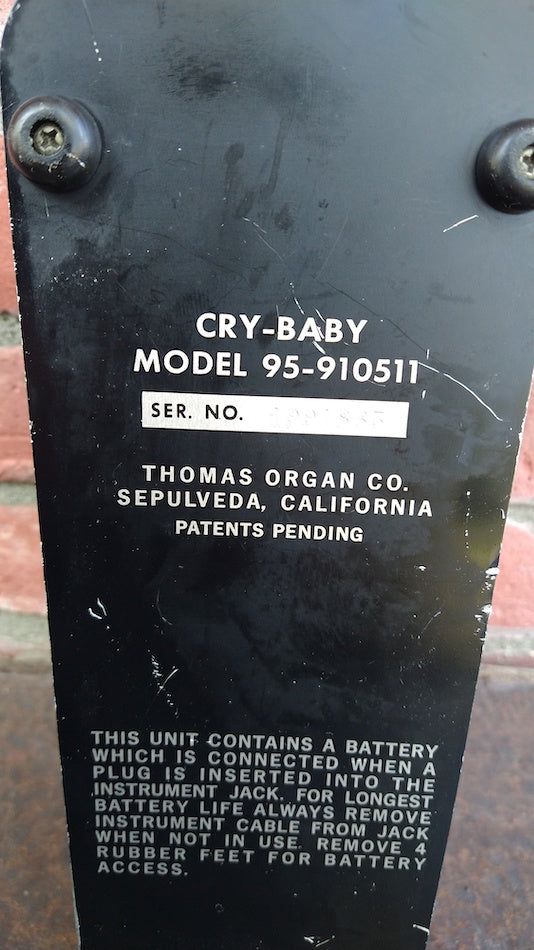 CRY-BABY
MODEL 95-910511
SER. NO.
THOMAS ORGAN CO.
SEPULVEDA, CALIFORNIA
PATENTS PENDING
THIS UNIT CONTAINS A BATTERY
WHICH IS CONNECTED WHEN A
PLUG IS INSERTED INTO THE
INSTRUMENT JACK. FOR LONGEST
BATTERY LIFE ALWAYS REMOVE
INSTRUMENT CABLE FROM JACK
WHEN NOT IN USE. REMOVE 4
RUBBER FEET FOR BATTERY
ACCESS.